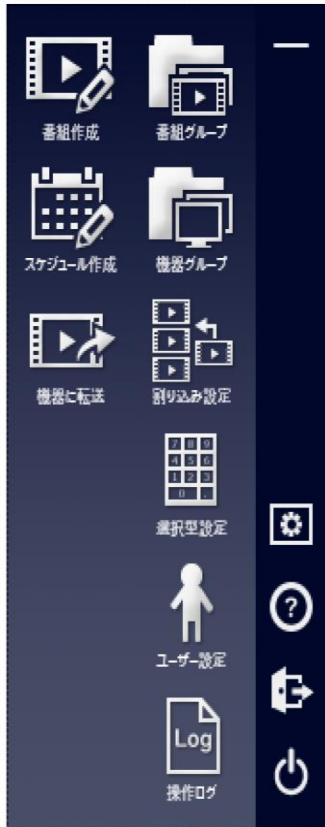 番組作成
番組グループ
スケジュール作成
機器グループ
機器に転送
割り込み設定
7 8 9
4 5 6
1 2 3
0 .
選択型設定
ユーザー設定
Log
操作ログ
?